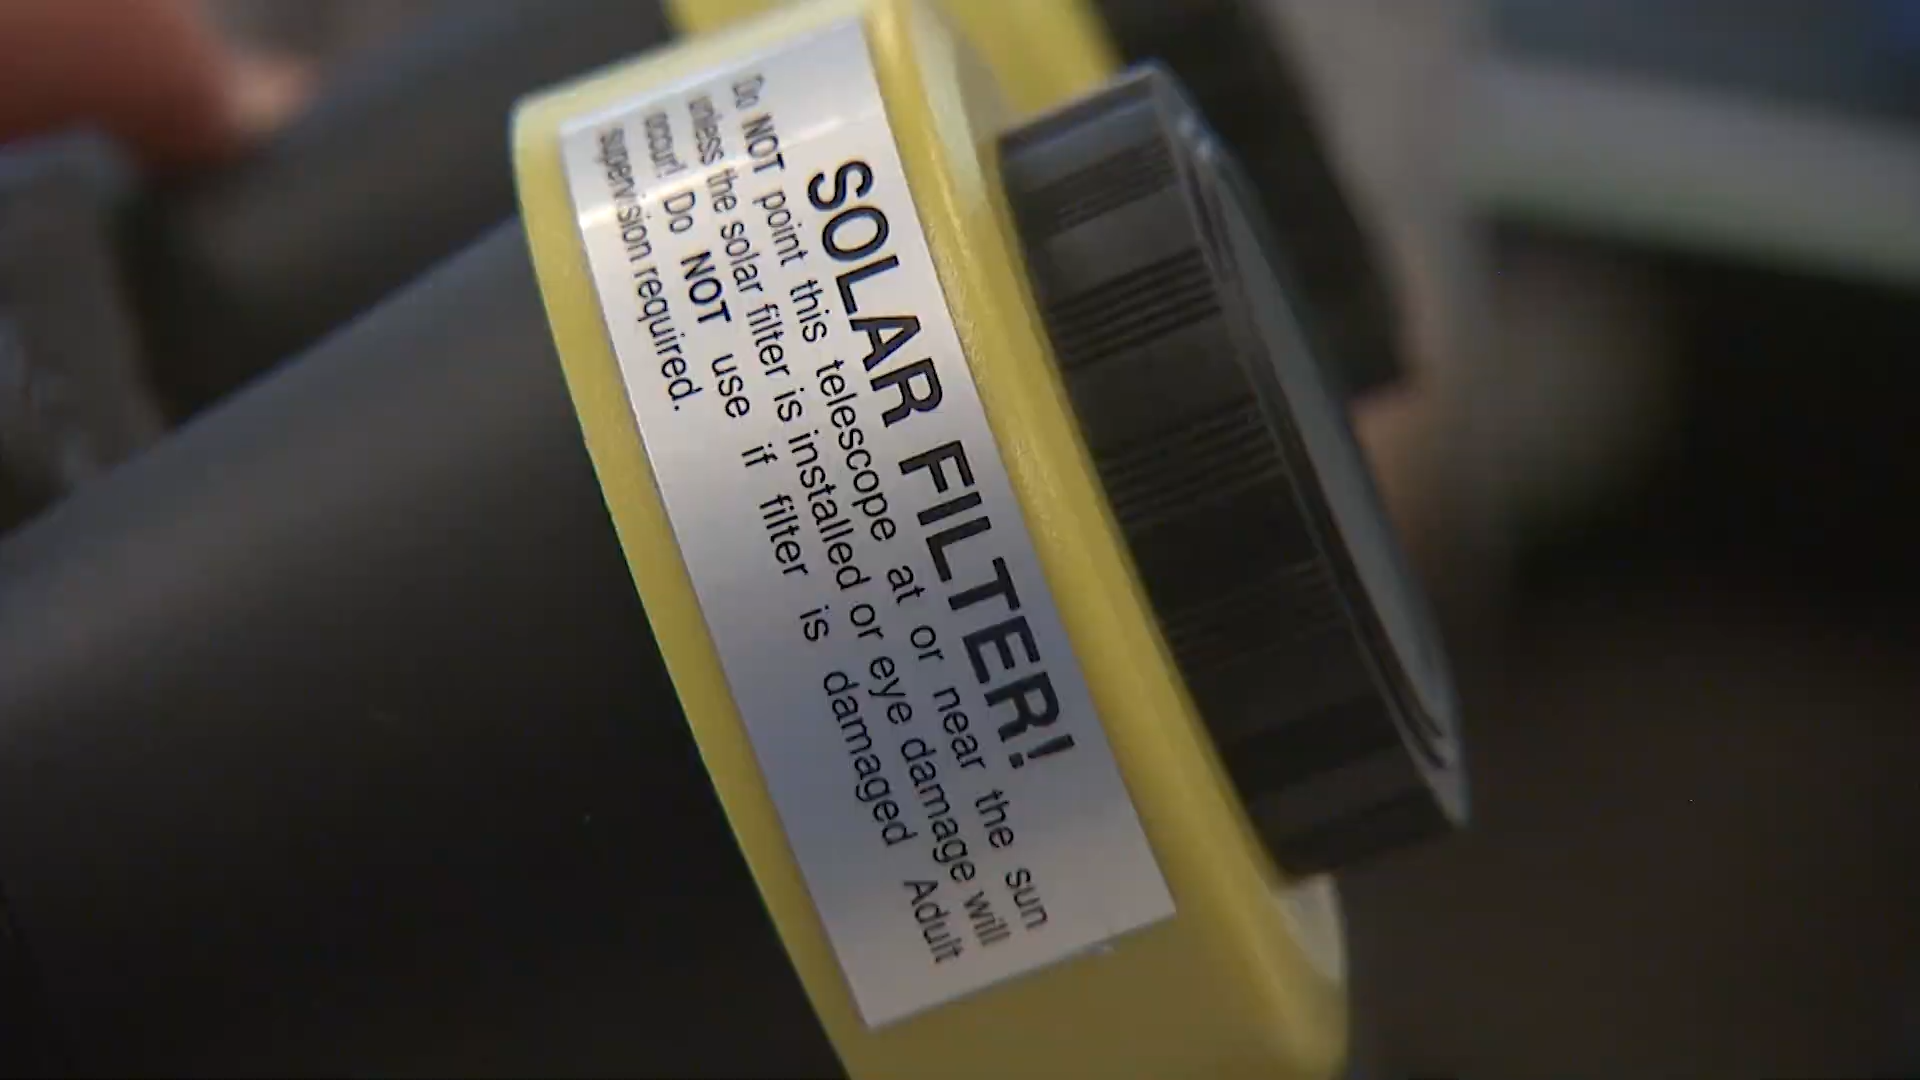 SOLAR FILTER!
Do NOT point this telescope at or near the sun
unless the solar filter is installed or eye damage will
occur! Do NOT use if filter is damaged Adult
supervision required.